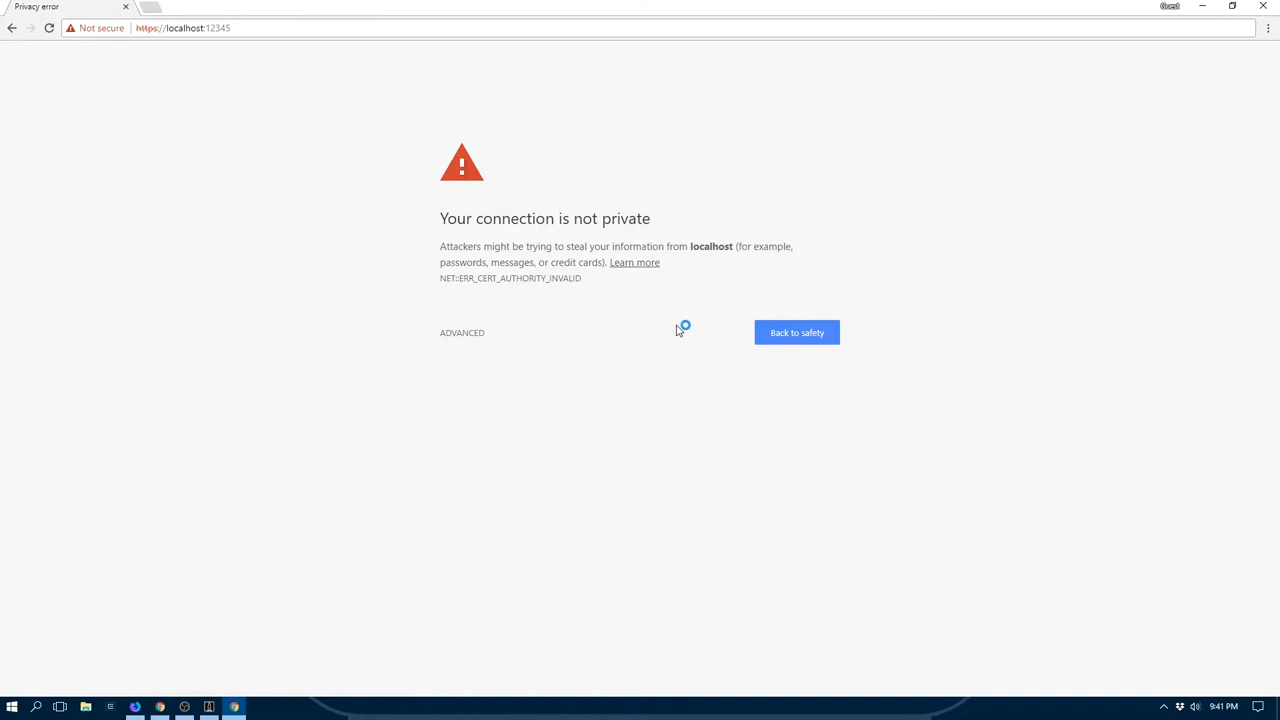 Privacy error
Guest
Not secure
https://localhost:12345
Your connection is not private
Attackers might be trying to steal your information from localhost (for example,
passwords, messages, or credit cards). Learn more
NET::ERR_CERT_AUTHORITY_INVALID
ADVANCED
Back to safety
9:41 PM